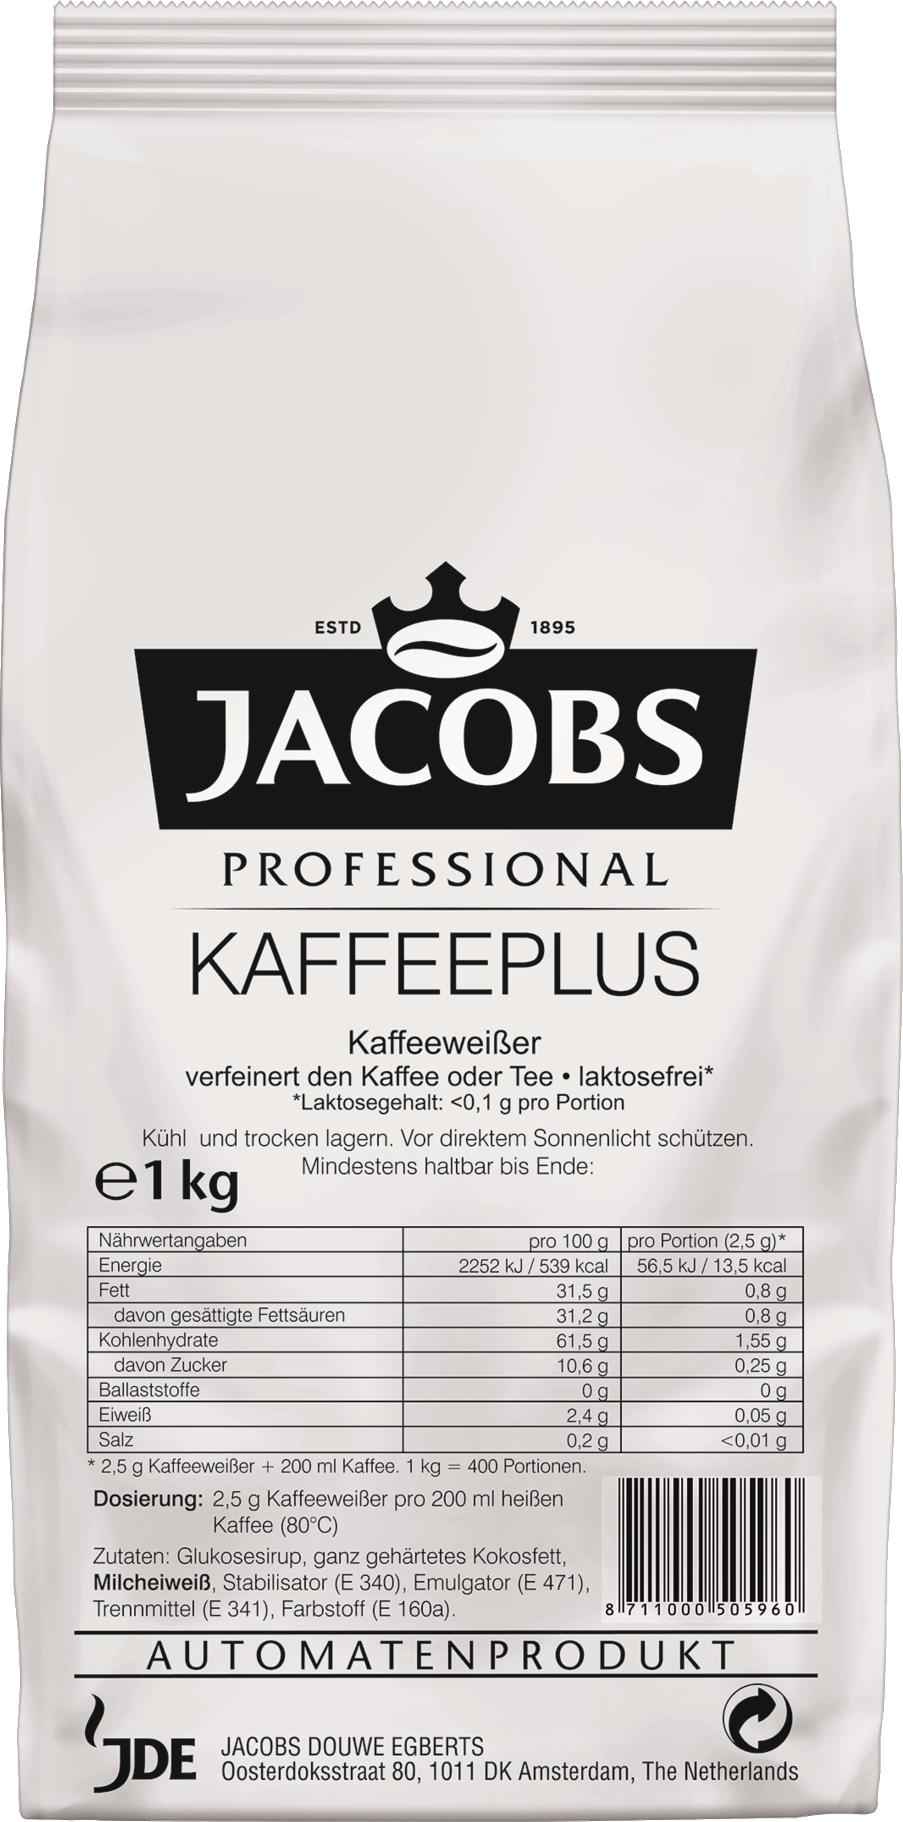 ESTD 1895
JACOBS
PROFESSIONAL
KAFFEEPLUS
Kaffeeweißer
verfeinert den Kaffee oder Tee • laktosefrei*
*Laktosegehalt: <0,1 g pro Portion
Kühl und trocken lagern. Vor direktem Sonnenlicht schützen.
Mindestens haltbar bis Ende:
℮1 kg
Nährwertangaben pro 100 g pro Portion (2,5 g)*
Energie 2252 kJ / 539 kcal 56,5 kJ / 13,5 kcal
Fett 31,5 g 0,8 g
davon gesättigte Fettsäuren 31,2 g 0,8 g
Kohlenhydrate 61,5 g 1,55 g
davon Zucker 10,6 g 0,25 g
Ballaststoffe 0 g 0 g
Eiweiß 2,4 g 0,05 g
Salz 0,2 g <0,01 g
* 2,5 g Kaffeeweißer + 200 ml Kaffee. 1 kg = 400 Portionen.
Dosierung: 2,5 g Kaffeeweißer pro 200 ml heißen
Kaffee (80°C)
Zutaten: Glukosesirup, ganz gehärtetes Kokosfett,
Milcheiweiß, Stabilisator (E 340), Emulgator (E 471),
Trennmittel (E 341), Farbstoff (E 160a).
8 711000 505960
AUTOMATENPRODUKT
JDE
JACOBS DOUWE EGBERTS
Oosterdoksstraat 80, 1011 DK Amsterdam, The Netherlands